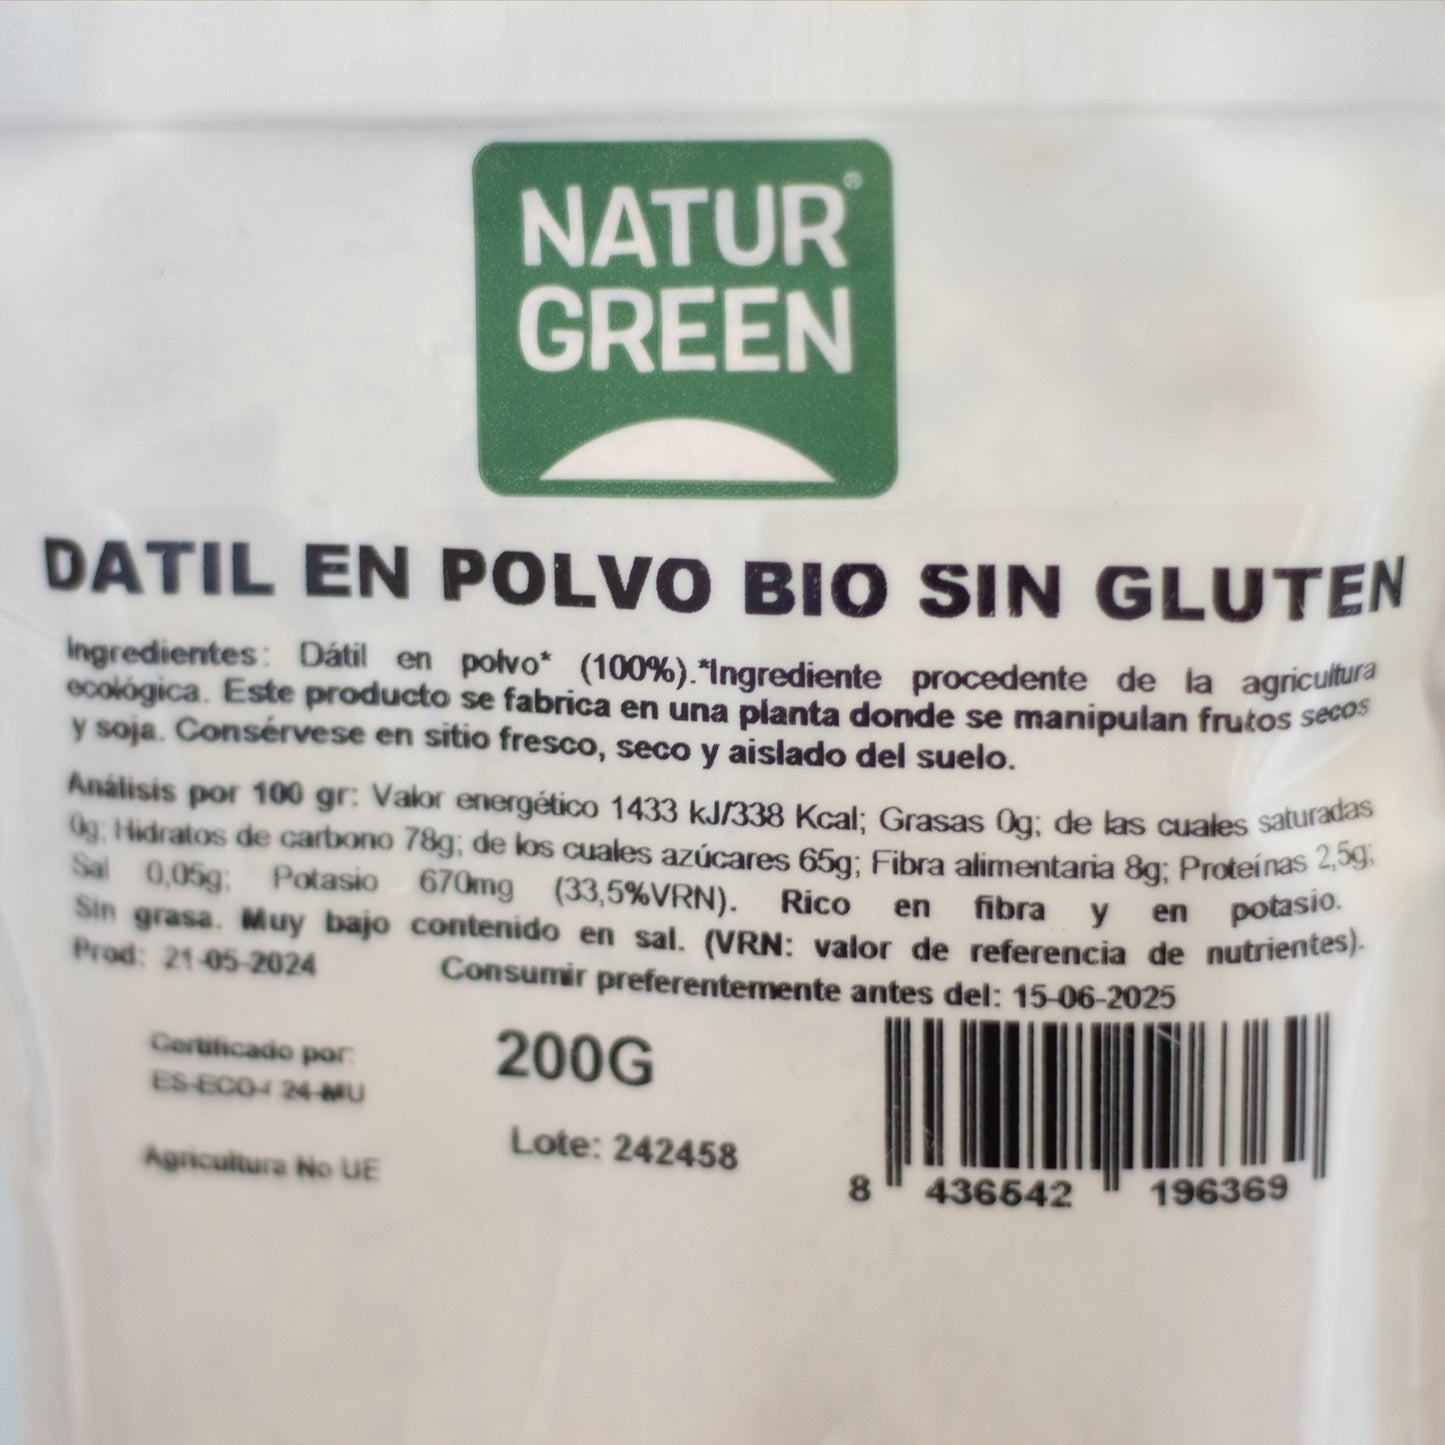 NATUR®
GREEN
DATIL EN POLVO BIO SIN GLUTEN
Ingredientes: Dátil en polvo* (100%).*Ingrediente procedente de la agricultura
ecológica. Este producto se fabrica en una planta donde se manipulan frutos secos
y soja. Consérvese en sitio fresco, seco y aislado del suelo.
Análisis por 100 gr: Valor energético 1433 kJ/338 Kcal; Grasas 0g; de las cuales saturadas
0g; Hidratos de carbono 78g; de los cuales azúcares 65g; Fibra alimentaria 8g; Proteínas 2,5g;
Sal 0,05g; Potasio 670mg (33,5%VRN). Rico en fibra y en potasio.
Sin grasa. Muy bajo contenido en sal. (VRN: valor de referencia de nutrientes).
Prod: 21-05-2024 Consumir preferentemente antes del: 15-06-2025
Certificado por:
24-MU
200G
Agricultura No UE
Lote: 242458
8 436542 196369